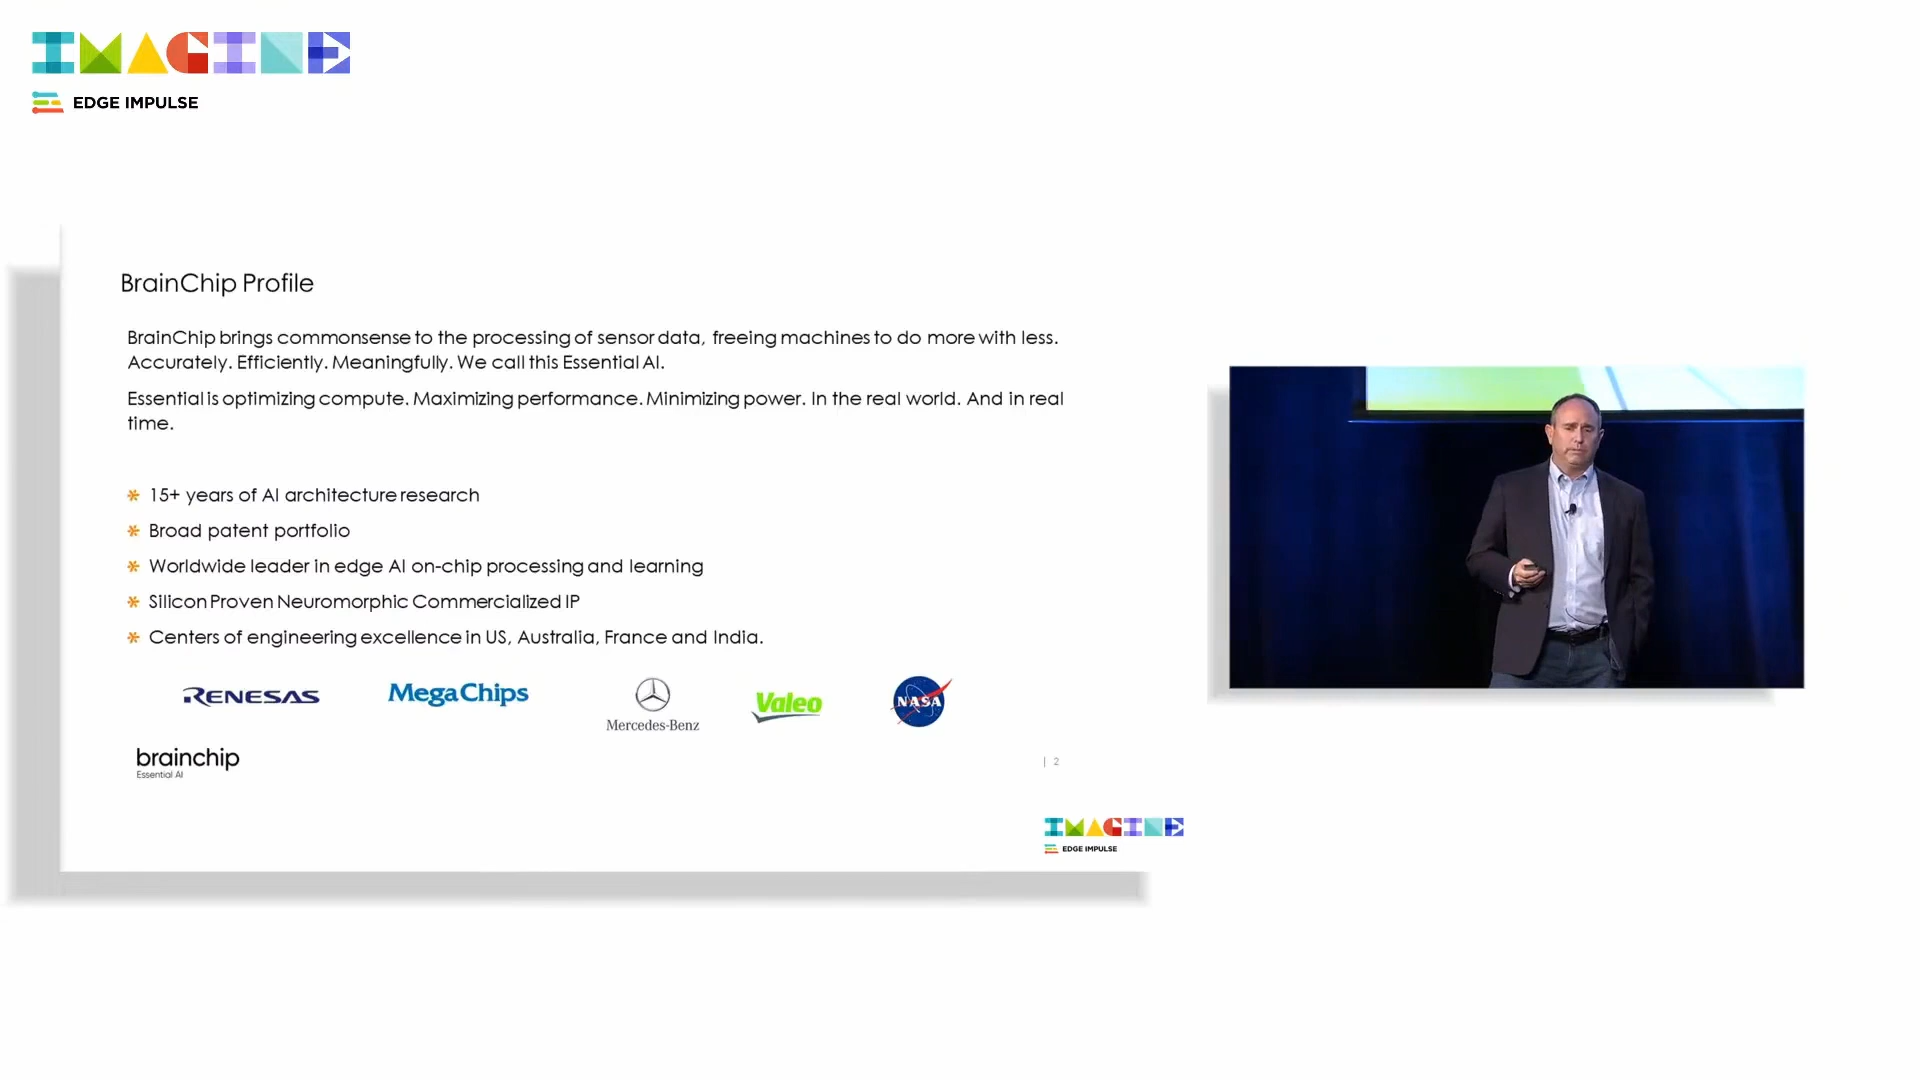 IMAGINE
EDGE IMPULSE
BrainChip Profile
BrainChip brings commonsense to the processing of sensor data, freeing machines to do more with less.
Accurately. Efficiently. Meaningfully. We call this Essential AI.
Essential is optimizing compute. Maximizing performance. Minimizing power. In the real world. And in real
time.
* 15+ years of AI architecture research
* Broad patent portfolio
* Worldwide leader in edge AI on-chip processing and learning
* Silicon Proven Neuromorphic Commercialized IP
* Centers of engineering excellence in US, Australia, France and India.
RENESAS
MegaChips
Mercedes-Benz
Valeo
NASA
brainchip
Essential AI
| 2
IMAGINE
EDGE IMPULSE